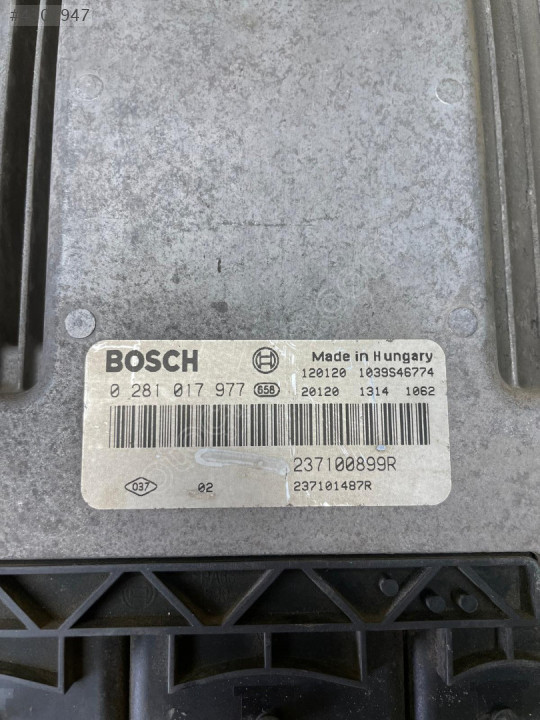 BOSCH
Made in Hungary
120120 1039S46774
0 281 017 977 658
20120 1314 1062
237100899R
037 02
237101487R